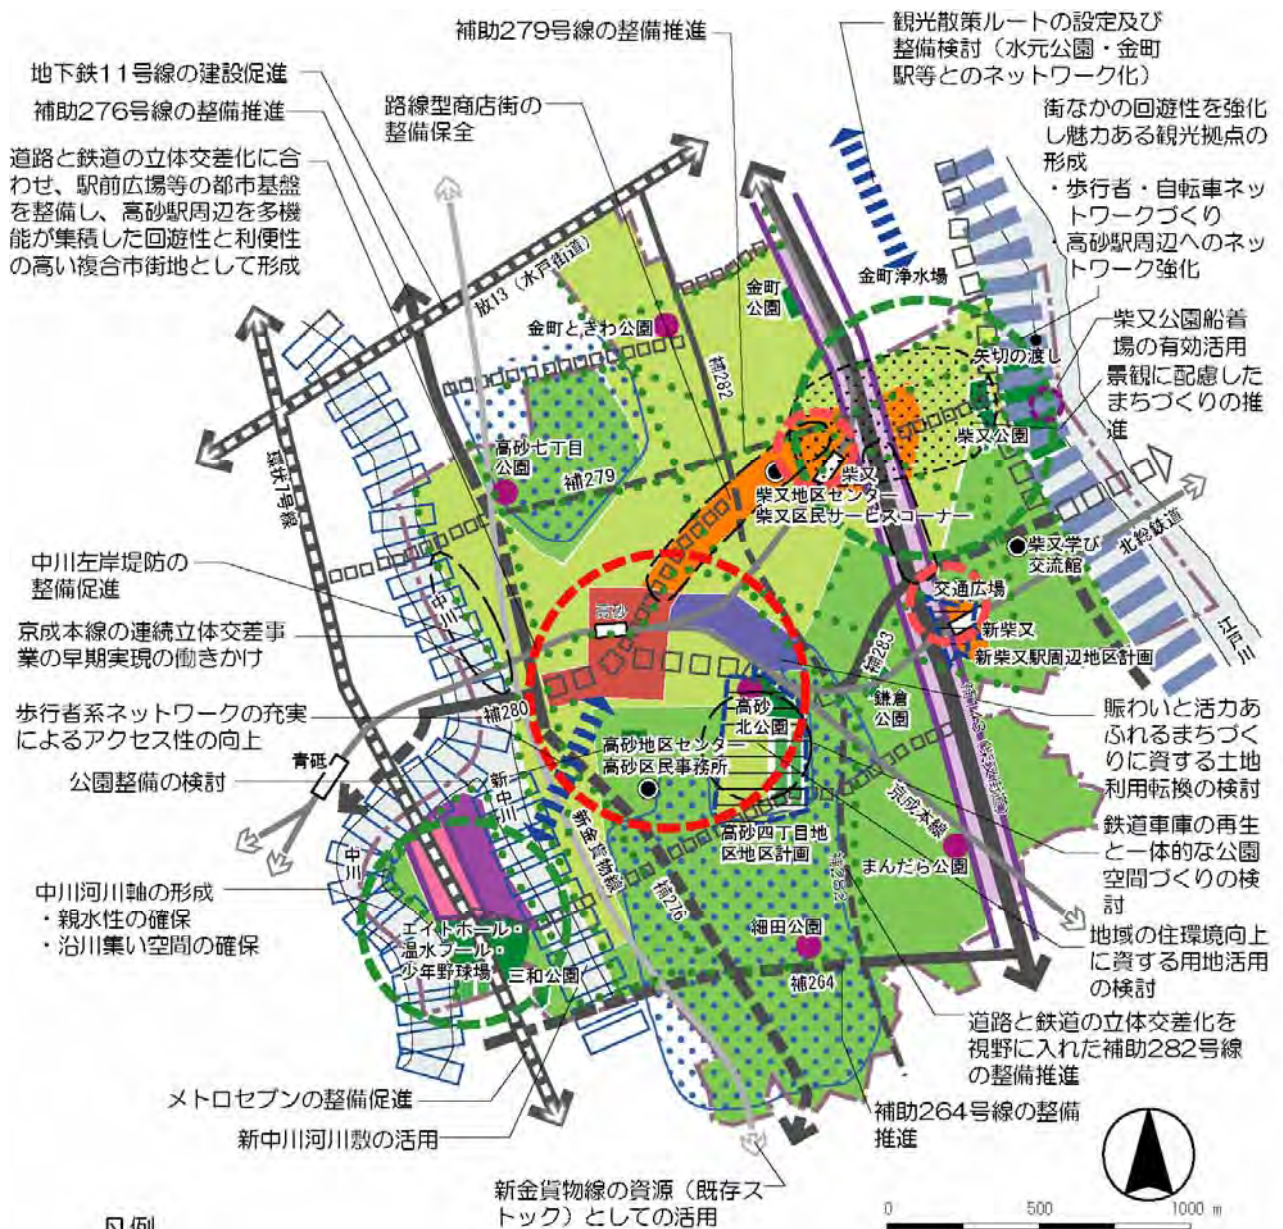 補助279号線の整備推進
観光散策ルートの設定及び
整備検討（水元公園・金町
駅等とのネットワーク化）
地下鉄11号線の建設促進
補助276号線の整備推進
路線型商店街の
整備保全
街なかの回遊性を強化
し魅力ある観光拠点の
形成
・歩行者・自転車ネッ
トワークづくり
・高砂駅周辺へのネッ
トワーク強化
道路と鉄道の立体交差化に合
わせ、駅前広場等の都市基盤
を整備し、高砂駅周辺を多機
能が集積した回遊性と利便性
の高い複合市街地として形成
放13（水戸街道）
金町浄水場
金町
公園
金町ときわ公園
柴又公園船着
場の有効活用
矢切の渡し
景観に配慮した
まちづくりの推
進
補282
柴又公園
環状7号線
高砂七丁目
公園
補279
柴又
柴又地区センター
柴又区民サービスコーナー
北総鉄道
柴又学び
交流館
中川左岸堤防の
整備促進
中川
交通広場
高砂
新柴又
江戸川
京成本線の連続立体交差事
業の早期実現の働きかけ
新柴又駅周辺地区計画
補283
鎌倉
公園
歩行者系ネットワークの充実
によるアクセス性の向上
補280
高砂
北公園
賑わいと活力あ
ふれるまちづく
りに資する土地
利用転換の検討
高砂地区センター
高砂区民事務所
青砥
公園整備の検討
新中川
新金貨物線
京成本線
高砂四丁目地
区地区計画
鉄道車庫の再生
と一体的な公園
空間づくりの検
討
中川
まんだら公園
補282
補276
中川河川軸の形成
・親水性の確保
・沿川集い空間の確保
エイトホール・
温水プール・
少年野球場
三和公園
細田公園
地域の住環境向上
に資する用地活用
の検討
補264
道路と鉄道の立体交差化を
視野に入れた補助282号線
の整備推進
メトロセブンの整備促進
補助264号線の整備
推進
新中川河川敷の活用
新金貨物線の資源（既存ス
トック）としての活用
0 500 1000 m
凡例